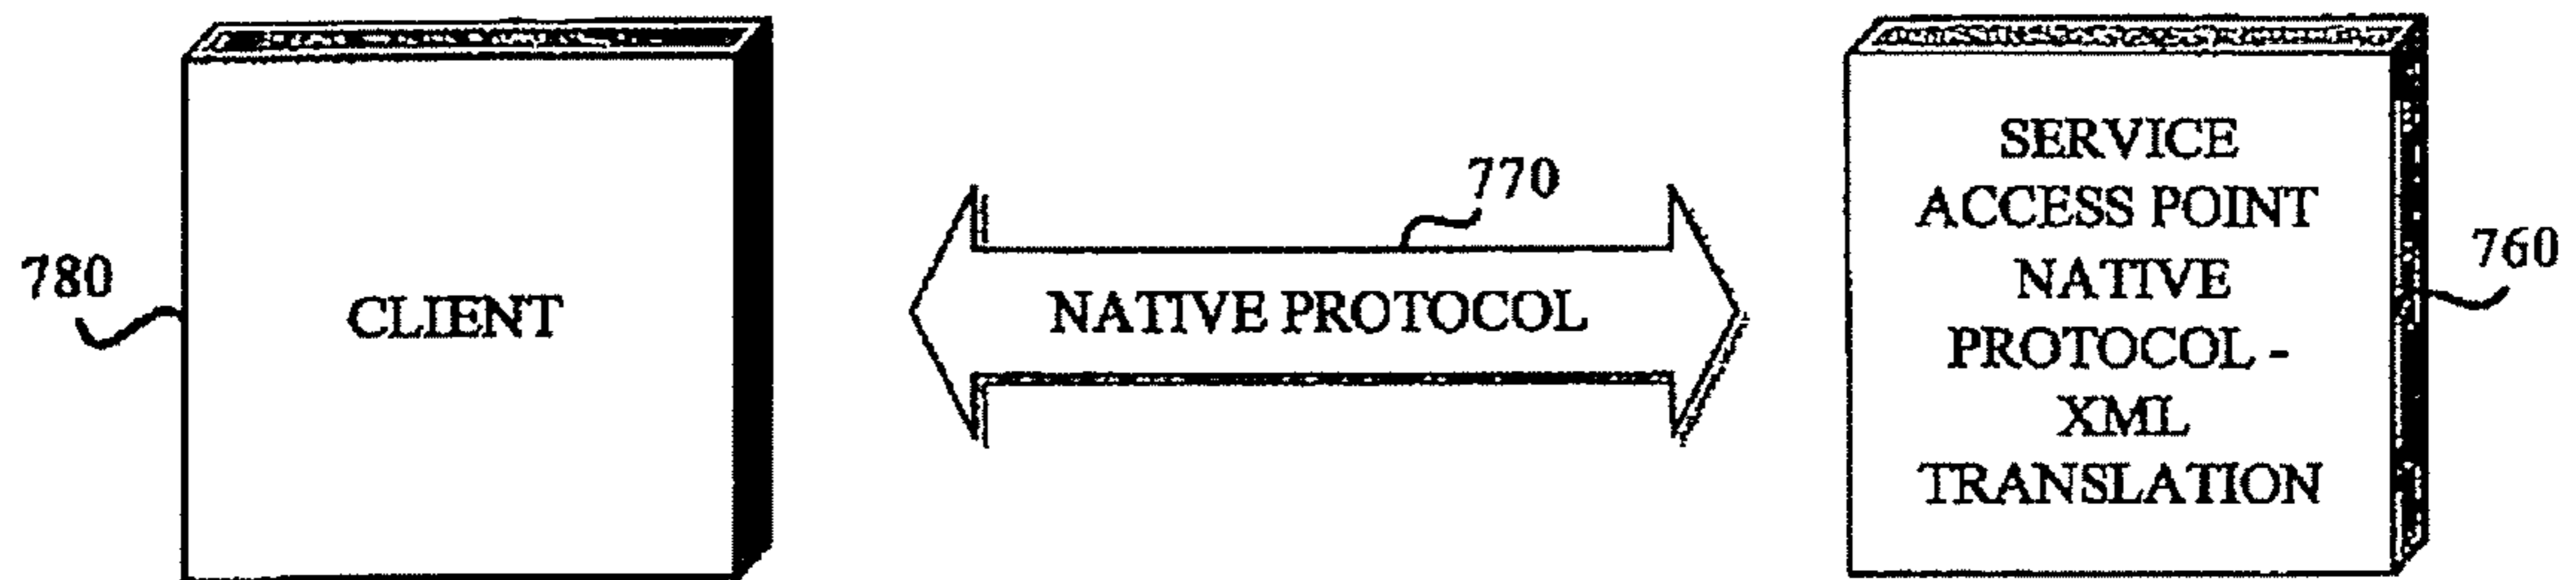 780
CLIENT
770
NATIVE PROTOCOL
SERVICE
ACCESS POINT
NATIVE
PROTOCOL -
XML
TRANSLATION
760